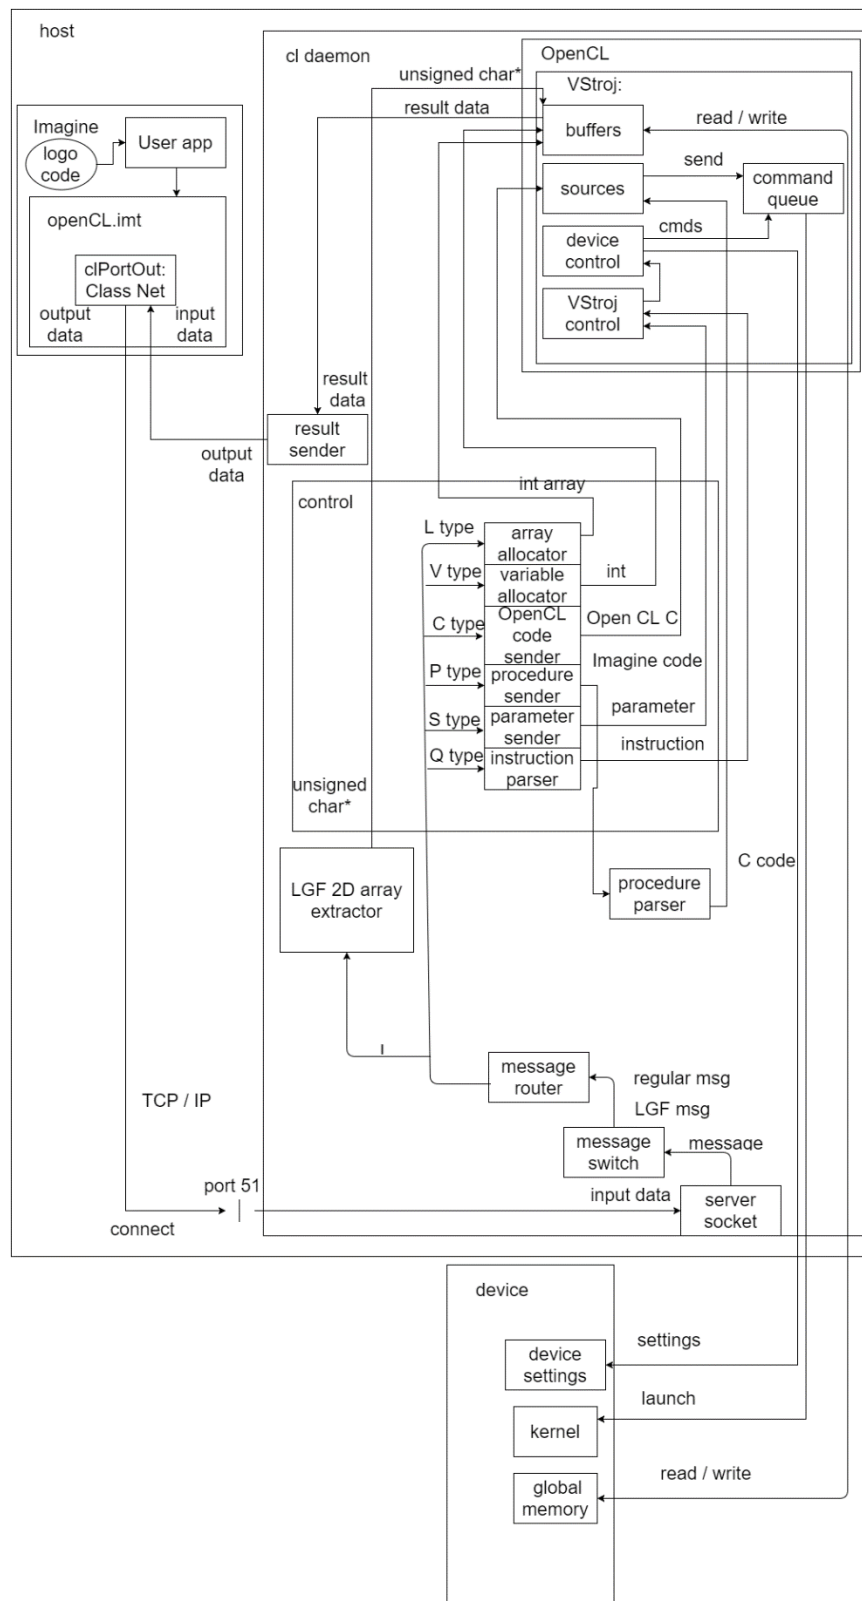 host
cl daemon
OpenCL
unsigned char*
VStroj:
result data
buffers
read / write
Imagine
logo
code
User app
send
sources
command
queue
openCL.imt
cmds
device
control
clPortOut:
Class Net
VStroj
control
output
data
input
data
result
data
result
sender
output
data
int array
control
L type
array
allocator
V type
variable
allocator
int
C type
OpenCL
code
sender
Open CL C
Imagine code
P type
procedure
sender
parameter
S type
parameter
sender
instruction
Q type
instruction
parser
unsigned
char*
C code
LGF 2D array
extractor
procedure
parser
I
message
router
regular msg
LGF msg
TCP / IP
message
switch
message
port 51
input data
server
socket
connect
device
settings
device
settings
launch
kernel
read / write
global
memory